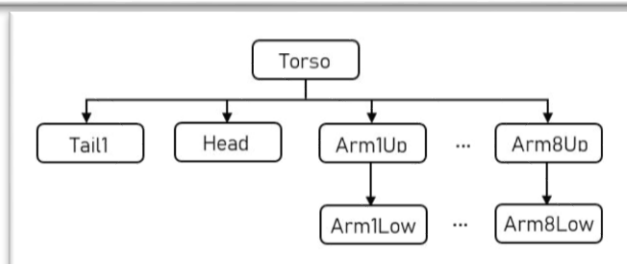 Torso
Tail1
Head
Arm1Up
...
Arm8Up
Arm1Low
...
Arm8Low